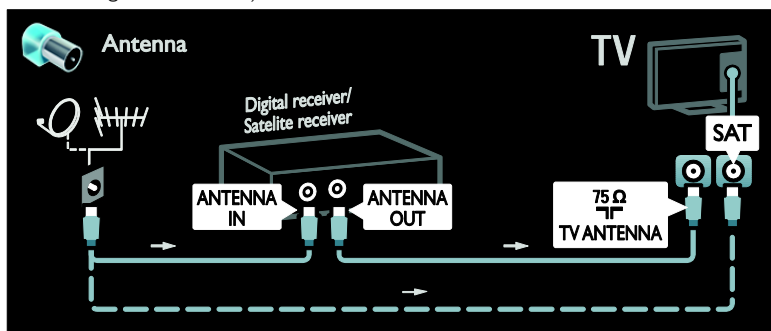 Antenna
TV
Digital receiver/
Satelite receiver
SAT
ANTENNA
IN
ANTENNA
OUT
75 Ω
TV ANTENNA